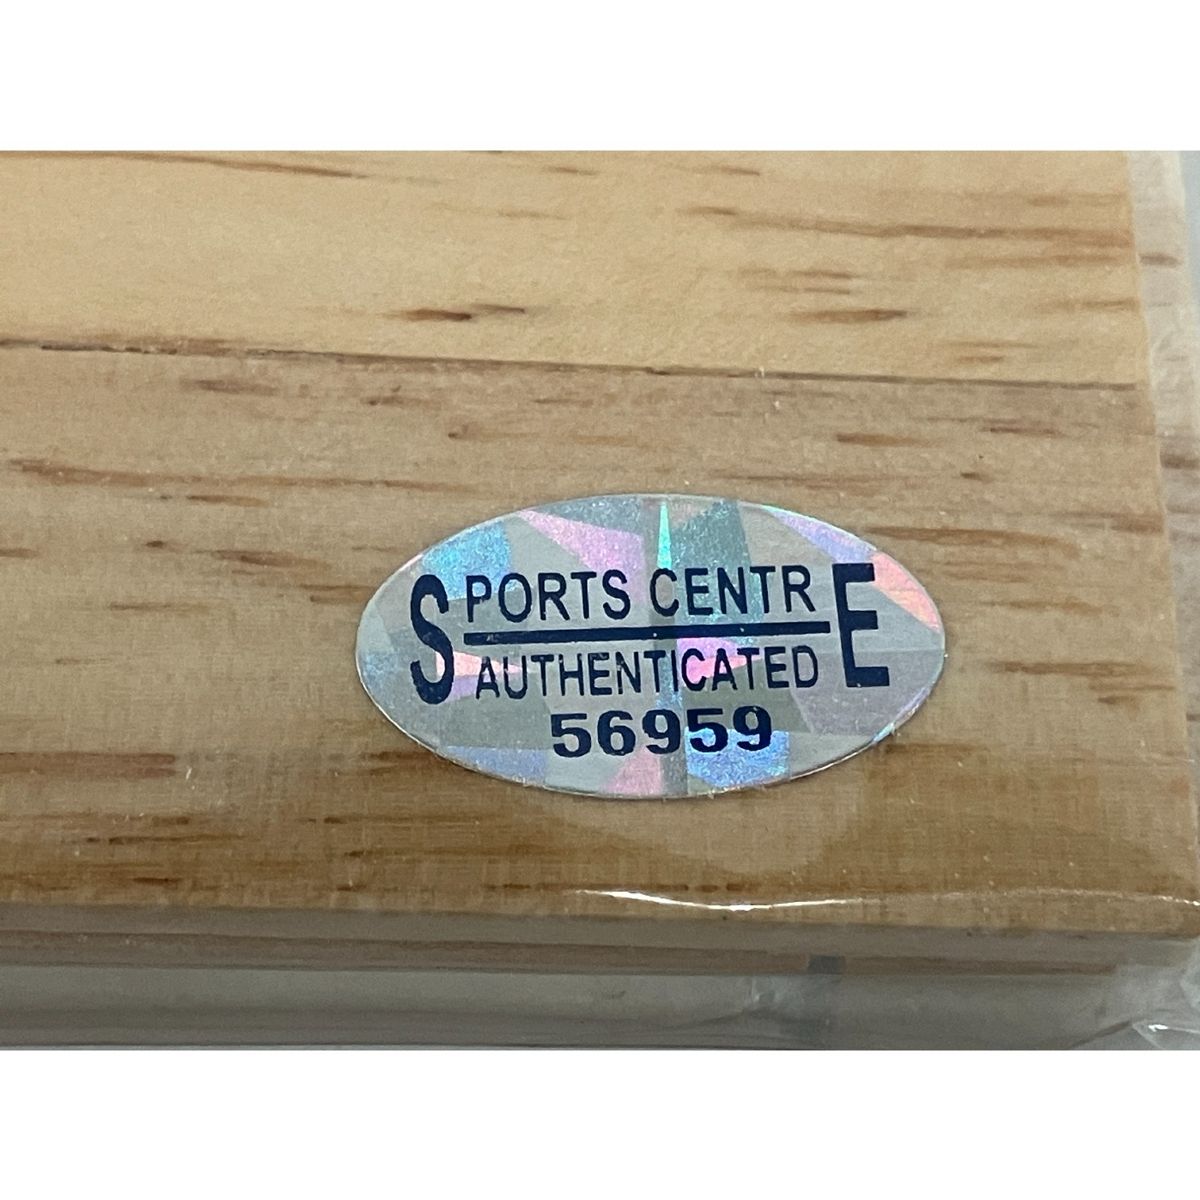 SPORTS CENTRE
AUTHENTICATED
56959